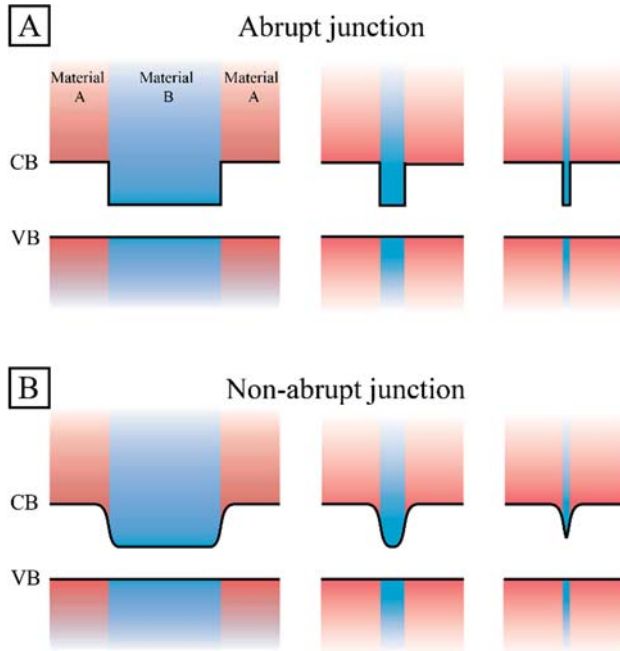 A
Abrupt junction
Material
A
Material
B
Material
A
CB
VB
B
Non-abrupt junction
CB
VB